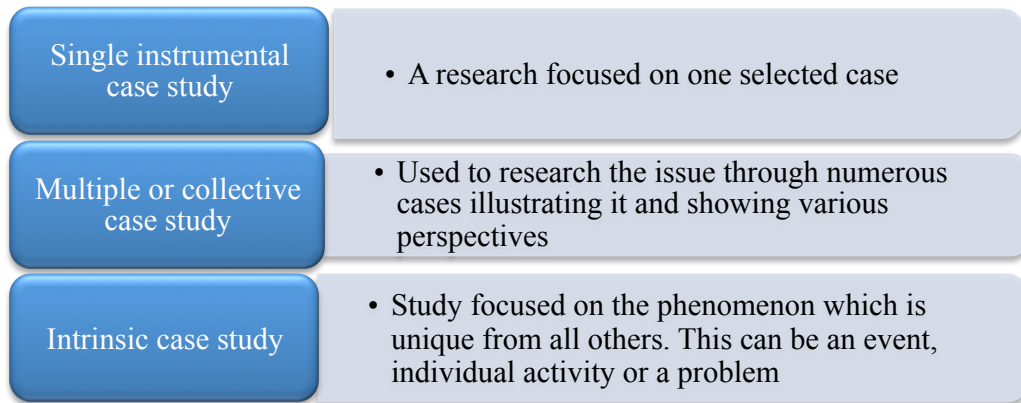 Single instrumental
case study
• A research focused on one selected case
Multiple or collective
case study
• Used to research the issue through numerous
cases illustrating it and showing various
perspectives
Intrinsic case study
• Study focused on the phenomenon which is
unique from all others. This can be an event,
individual activity or a problem